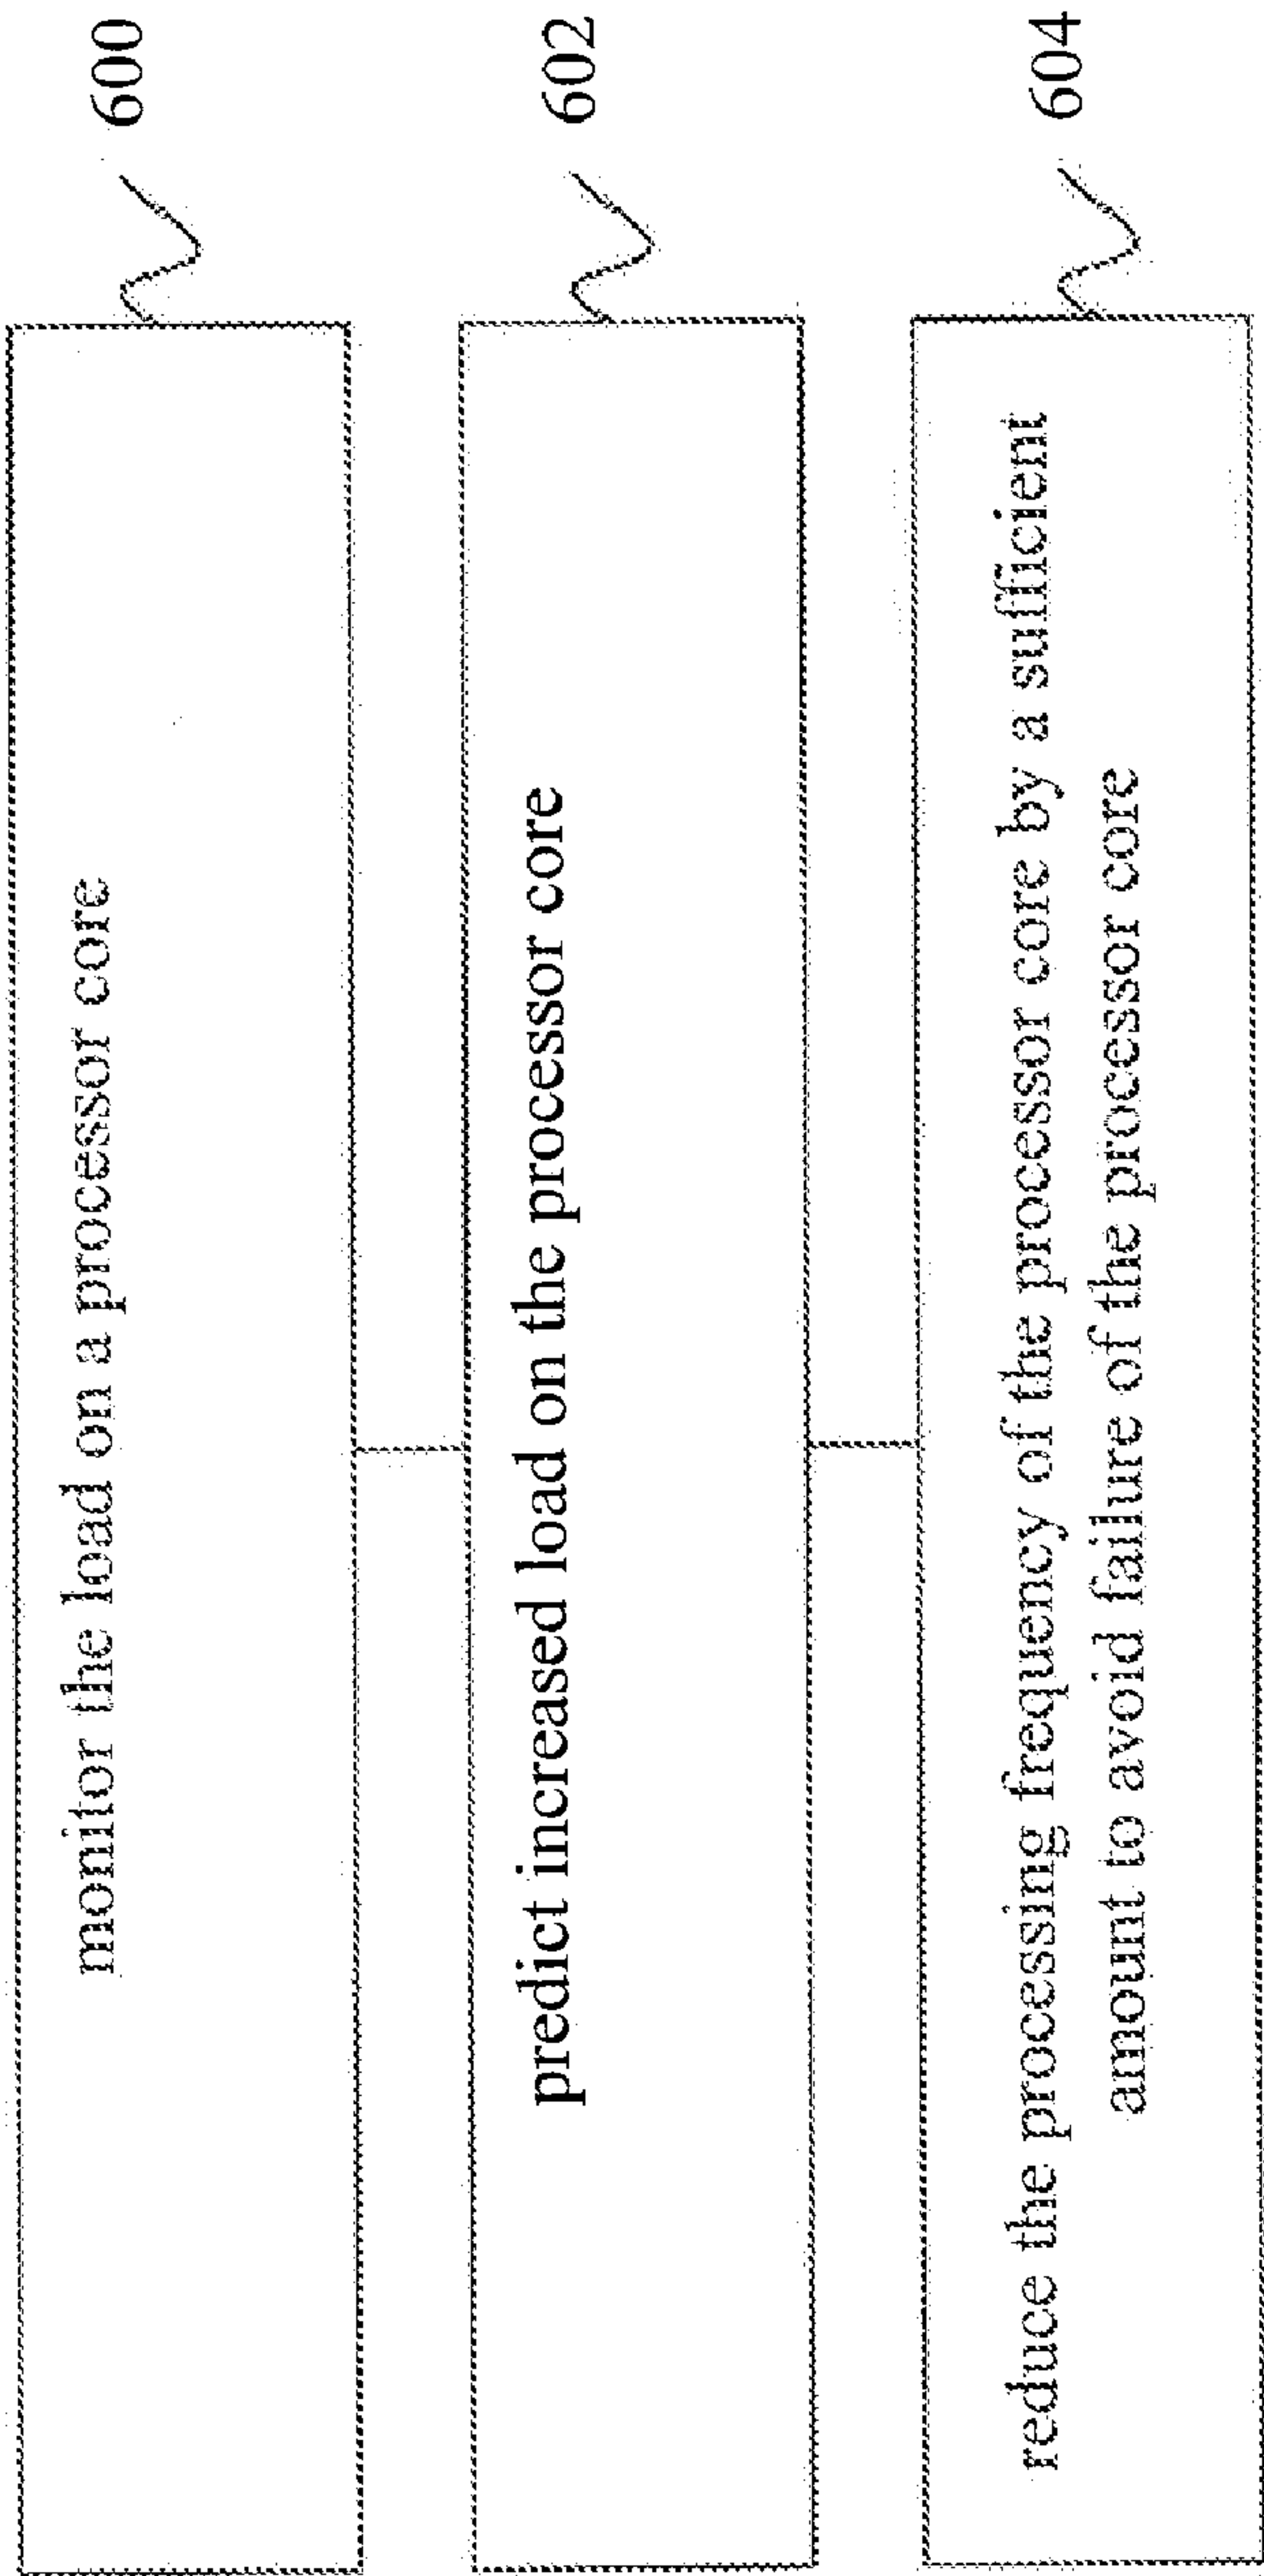 monitor the load on a processor core
600
predict increased load on the processor core
602
reduce the processing frequency of the processor core by a sufficient
amount to avoid failure of the processor core
604